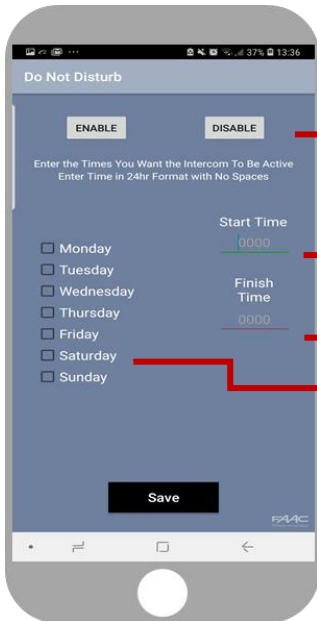 37% 13:36
Do Not Disturb
ENABLE DISABLE
Enter the Times You Want the Intercom To Be Active
Enter Time in 24hr Format with No Spaces
Start Time
0000
Monday
Tuesday
Wednesday
Thursday
Friday
Saturday
Sunday
Finish
Time
0000
Save
FAAC